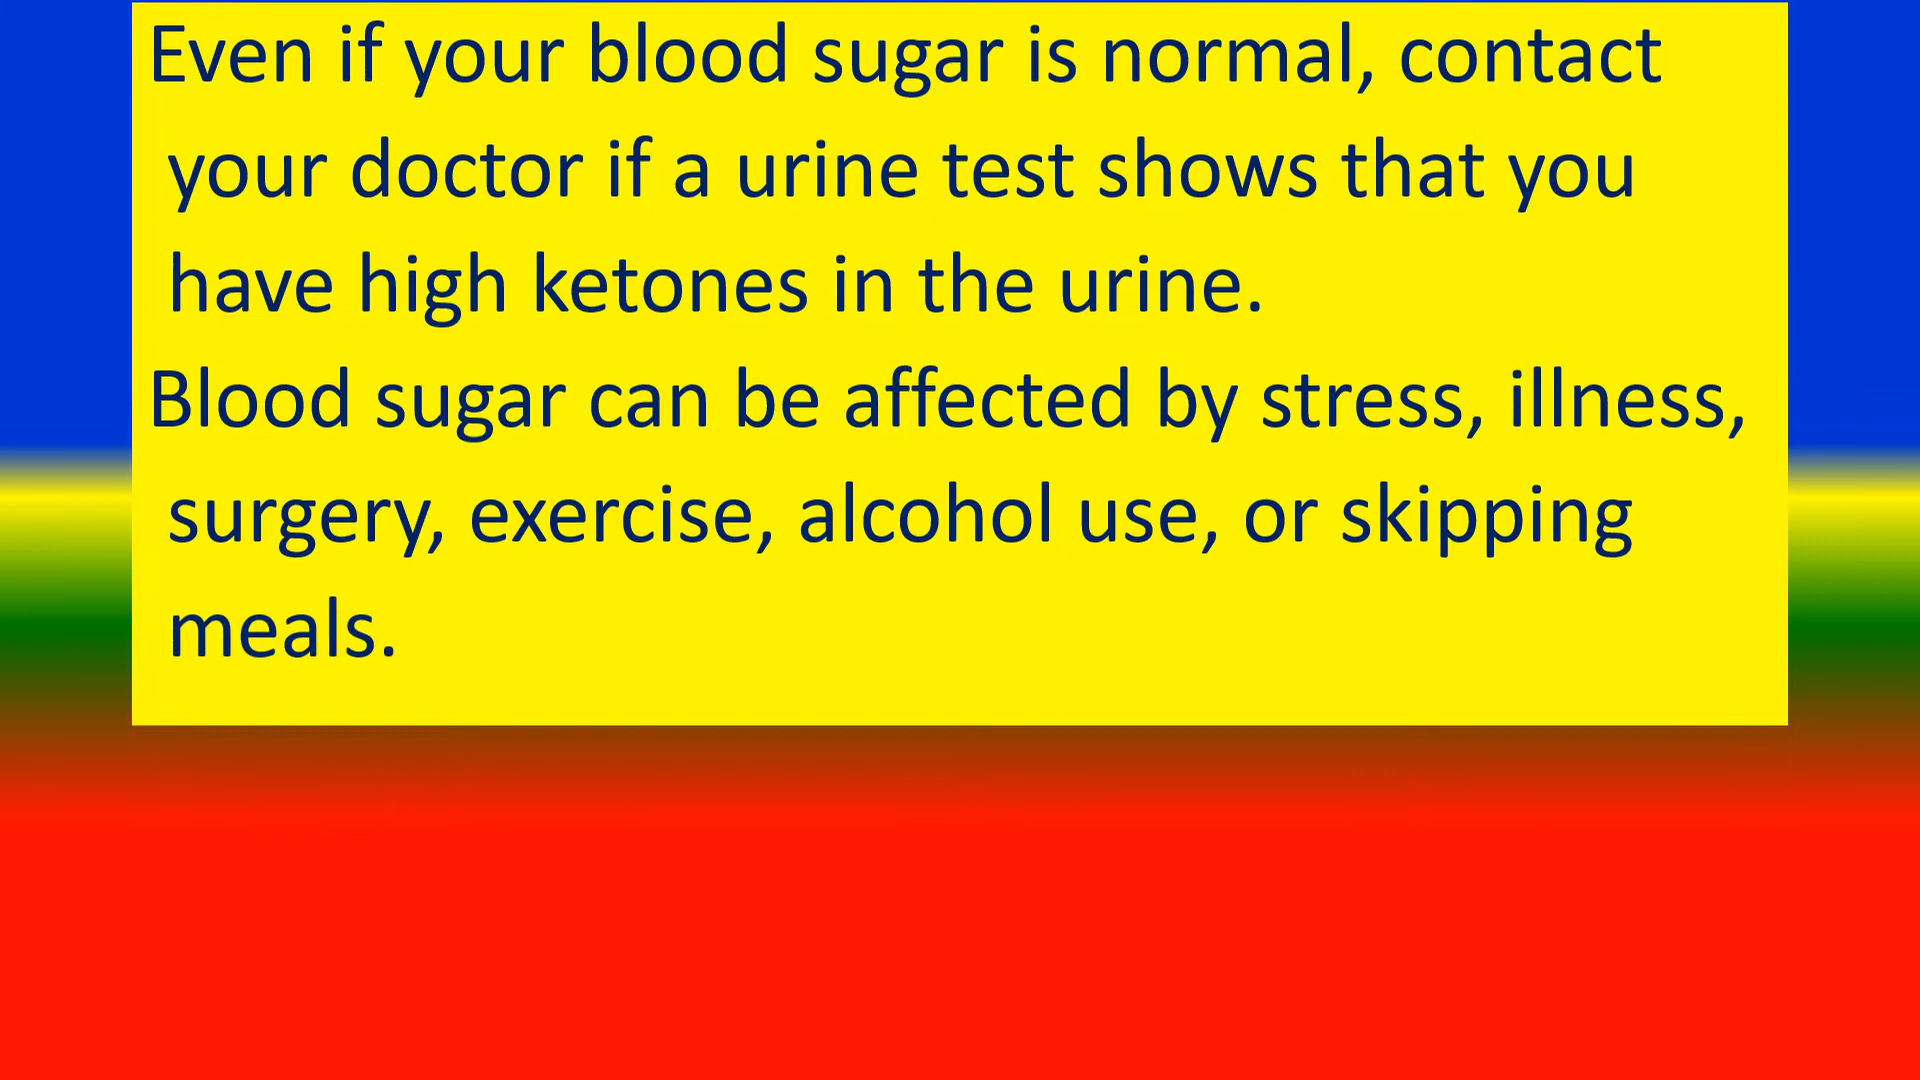 Even if your blood sugar is normal, contact
your doctor if a urine test shows that you
have high ketones in the urine.
Blood sugar can be affected by stress, illness,
surgery, exercise, alcohol use, or skipping
meals.